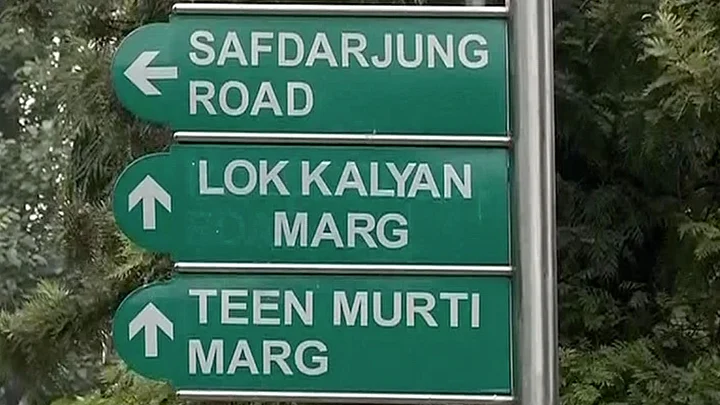 SAFDARJUNG
ROAD
LOK KALYAN
MARG
TEEN MURTI
MARG